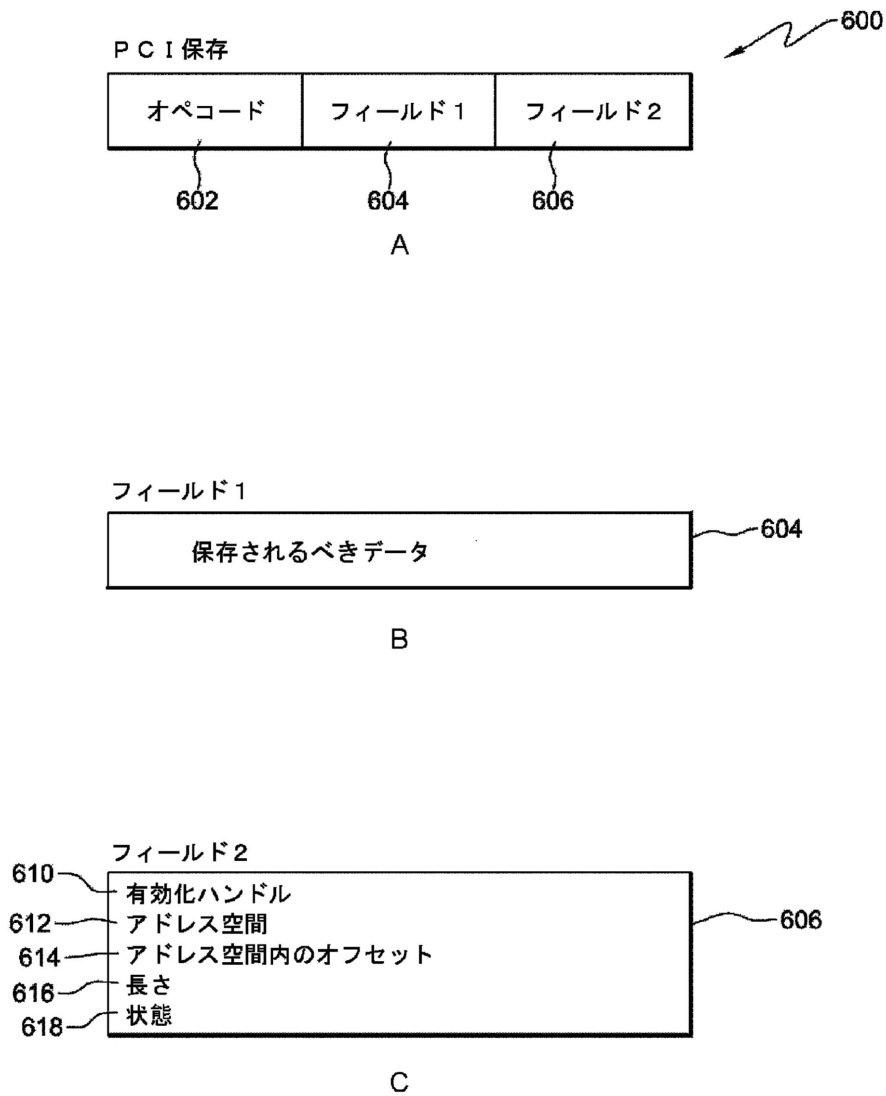 600
ＰＣＩ保存
オペコード フィールド１ フィールド２
602 604 606
A
フィールド１
保存されるべきデータ
604
B
フィールド２
610 有効化ハンドル
612 アドレス空間
606
614 アドレス空間内のオフセット
616 長さ
618 状態
C